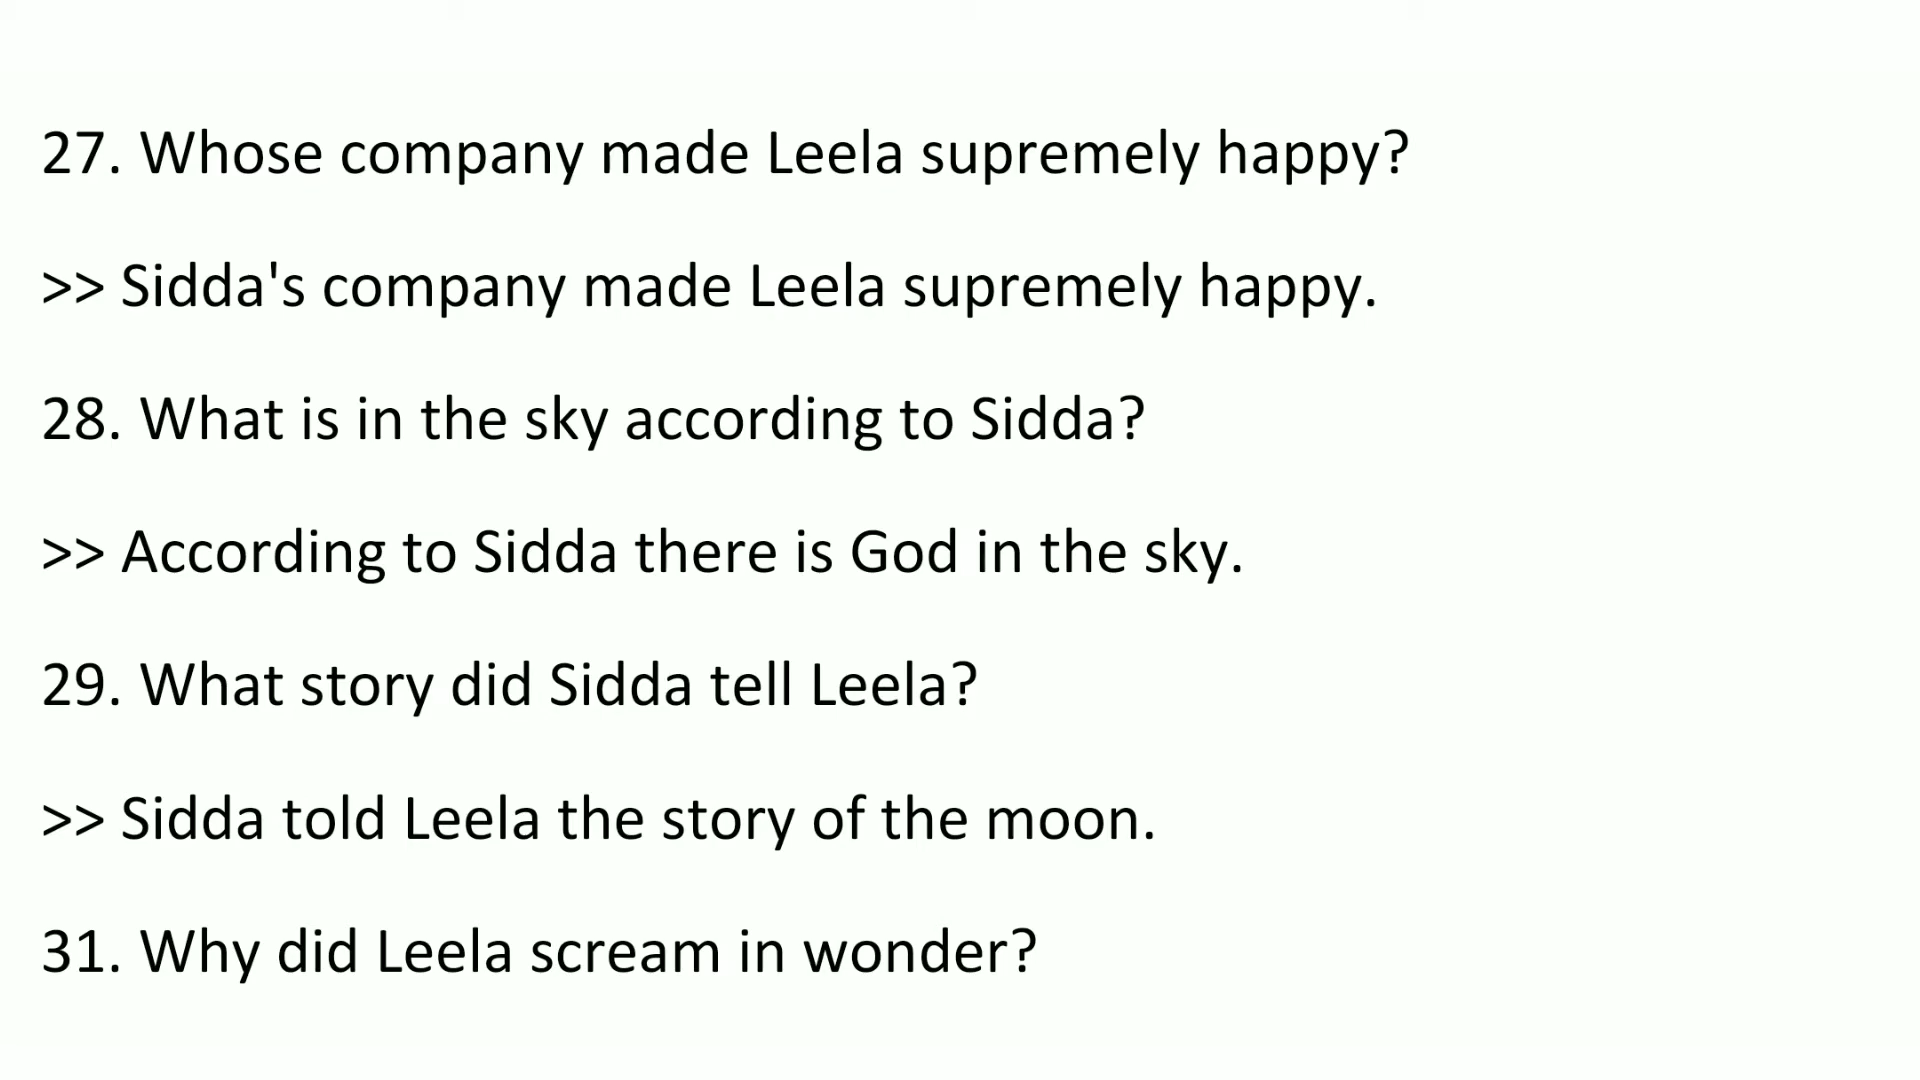 27. Whose company made Leela supremely happy?
>> Sidda's company made Leela supremely happy.
28. What is in the sky according to Sidda?
>> According to Sidda there is God in the sky.
29. What story did Sidda tell Leela?
>> Sidda told Leela the story of the moon.
31. Why did Leela scream in wonder?